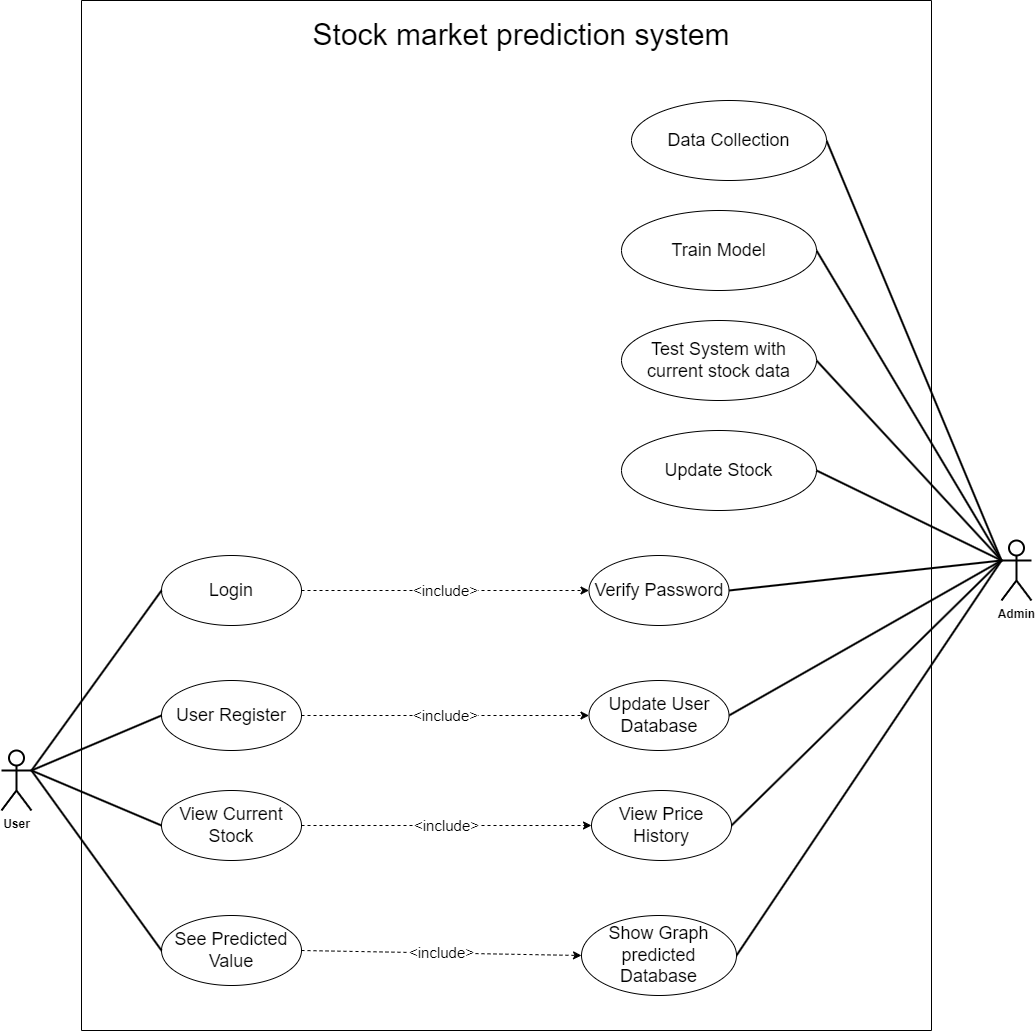 Stock market prediction system
Data Collection
Train Model
Test System with
current stock data
Update Stock
Login
<include>
Verify Password
Admin
User Register
<include>
Update User
Database
User
View Current
Stock
<include>
View Price
History
See Predicted
Value
<include>
Show Graph
predicted
Database